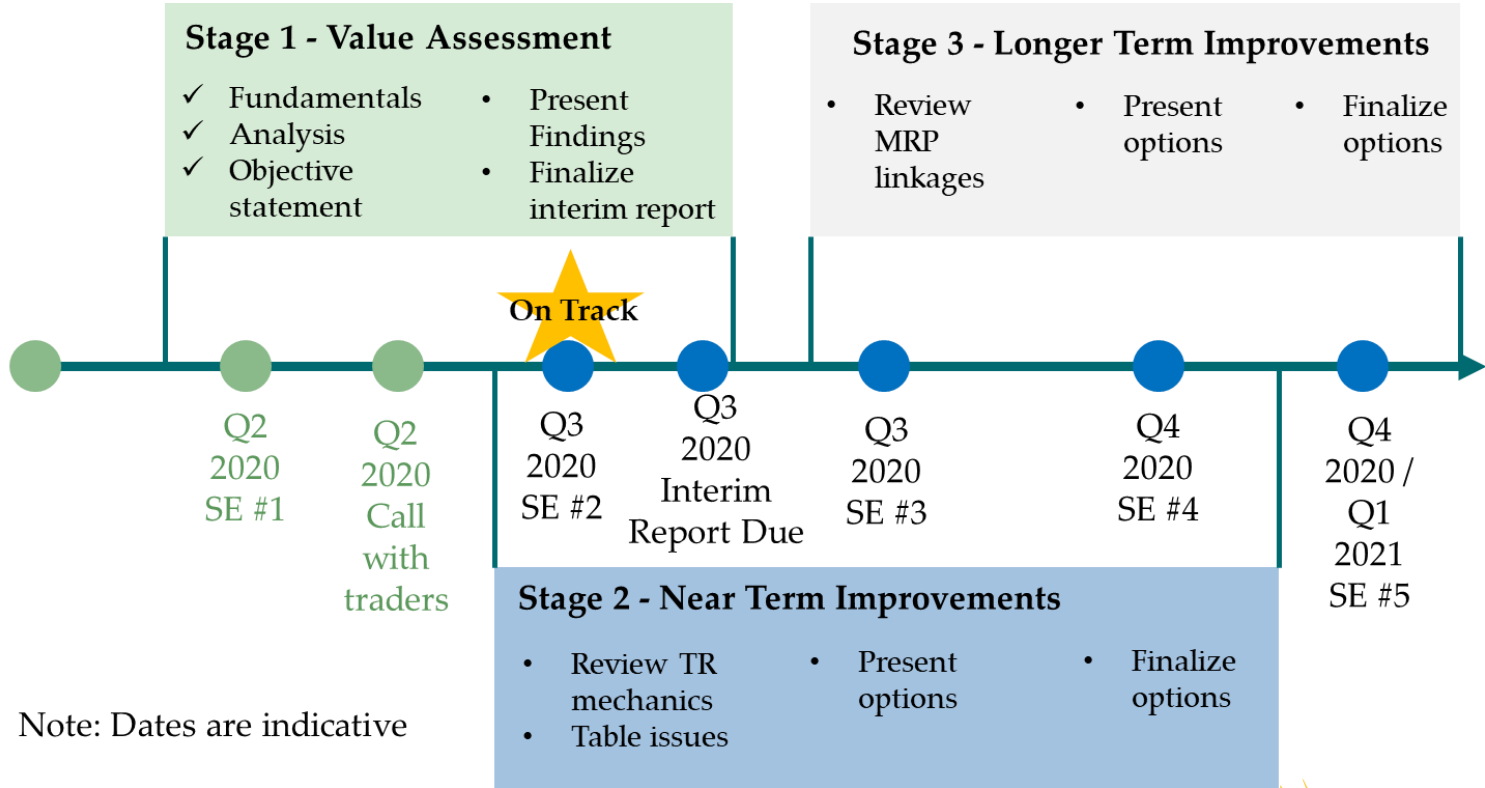 Stage 1 - Value Assessment
✓ Fundamentals
✓ Analysis
✓ Objective
statement
• Present
Findings
• Finalize
interim report
Stage 3 - Longer Term Improvements
• Review
MRP
linkages
• Present
options
• Finalize
options
On Track
Q2
2020
SE #1
Q2
2020
Call
with
traders
Q3
2020
SE #2
Q3
2020
Interim
Report Due
Q3
2020
SE #3
Q4
2020
SE #4
Q4
2020 /
Q1
2021
SE #5
Stage 2 - Near Term Improvements
• Review TR
mechanics
• Table issues
• Present
options
• Finalize
options
Note: Dates are indicative